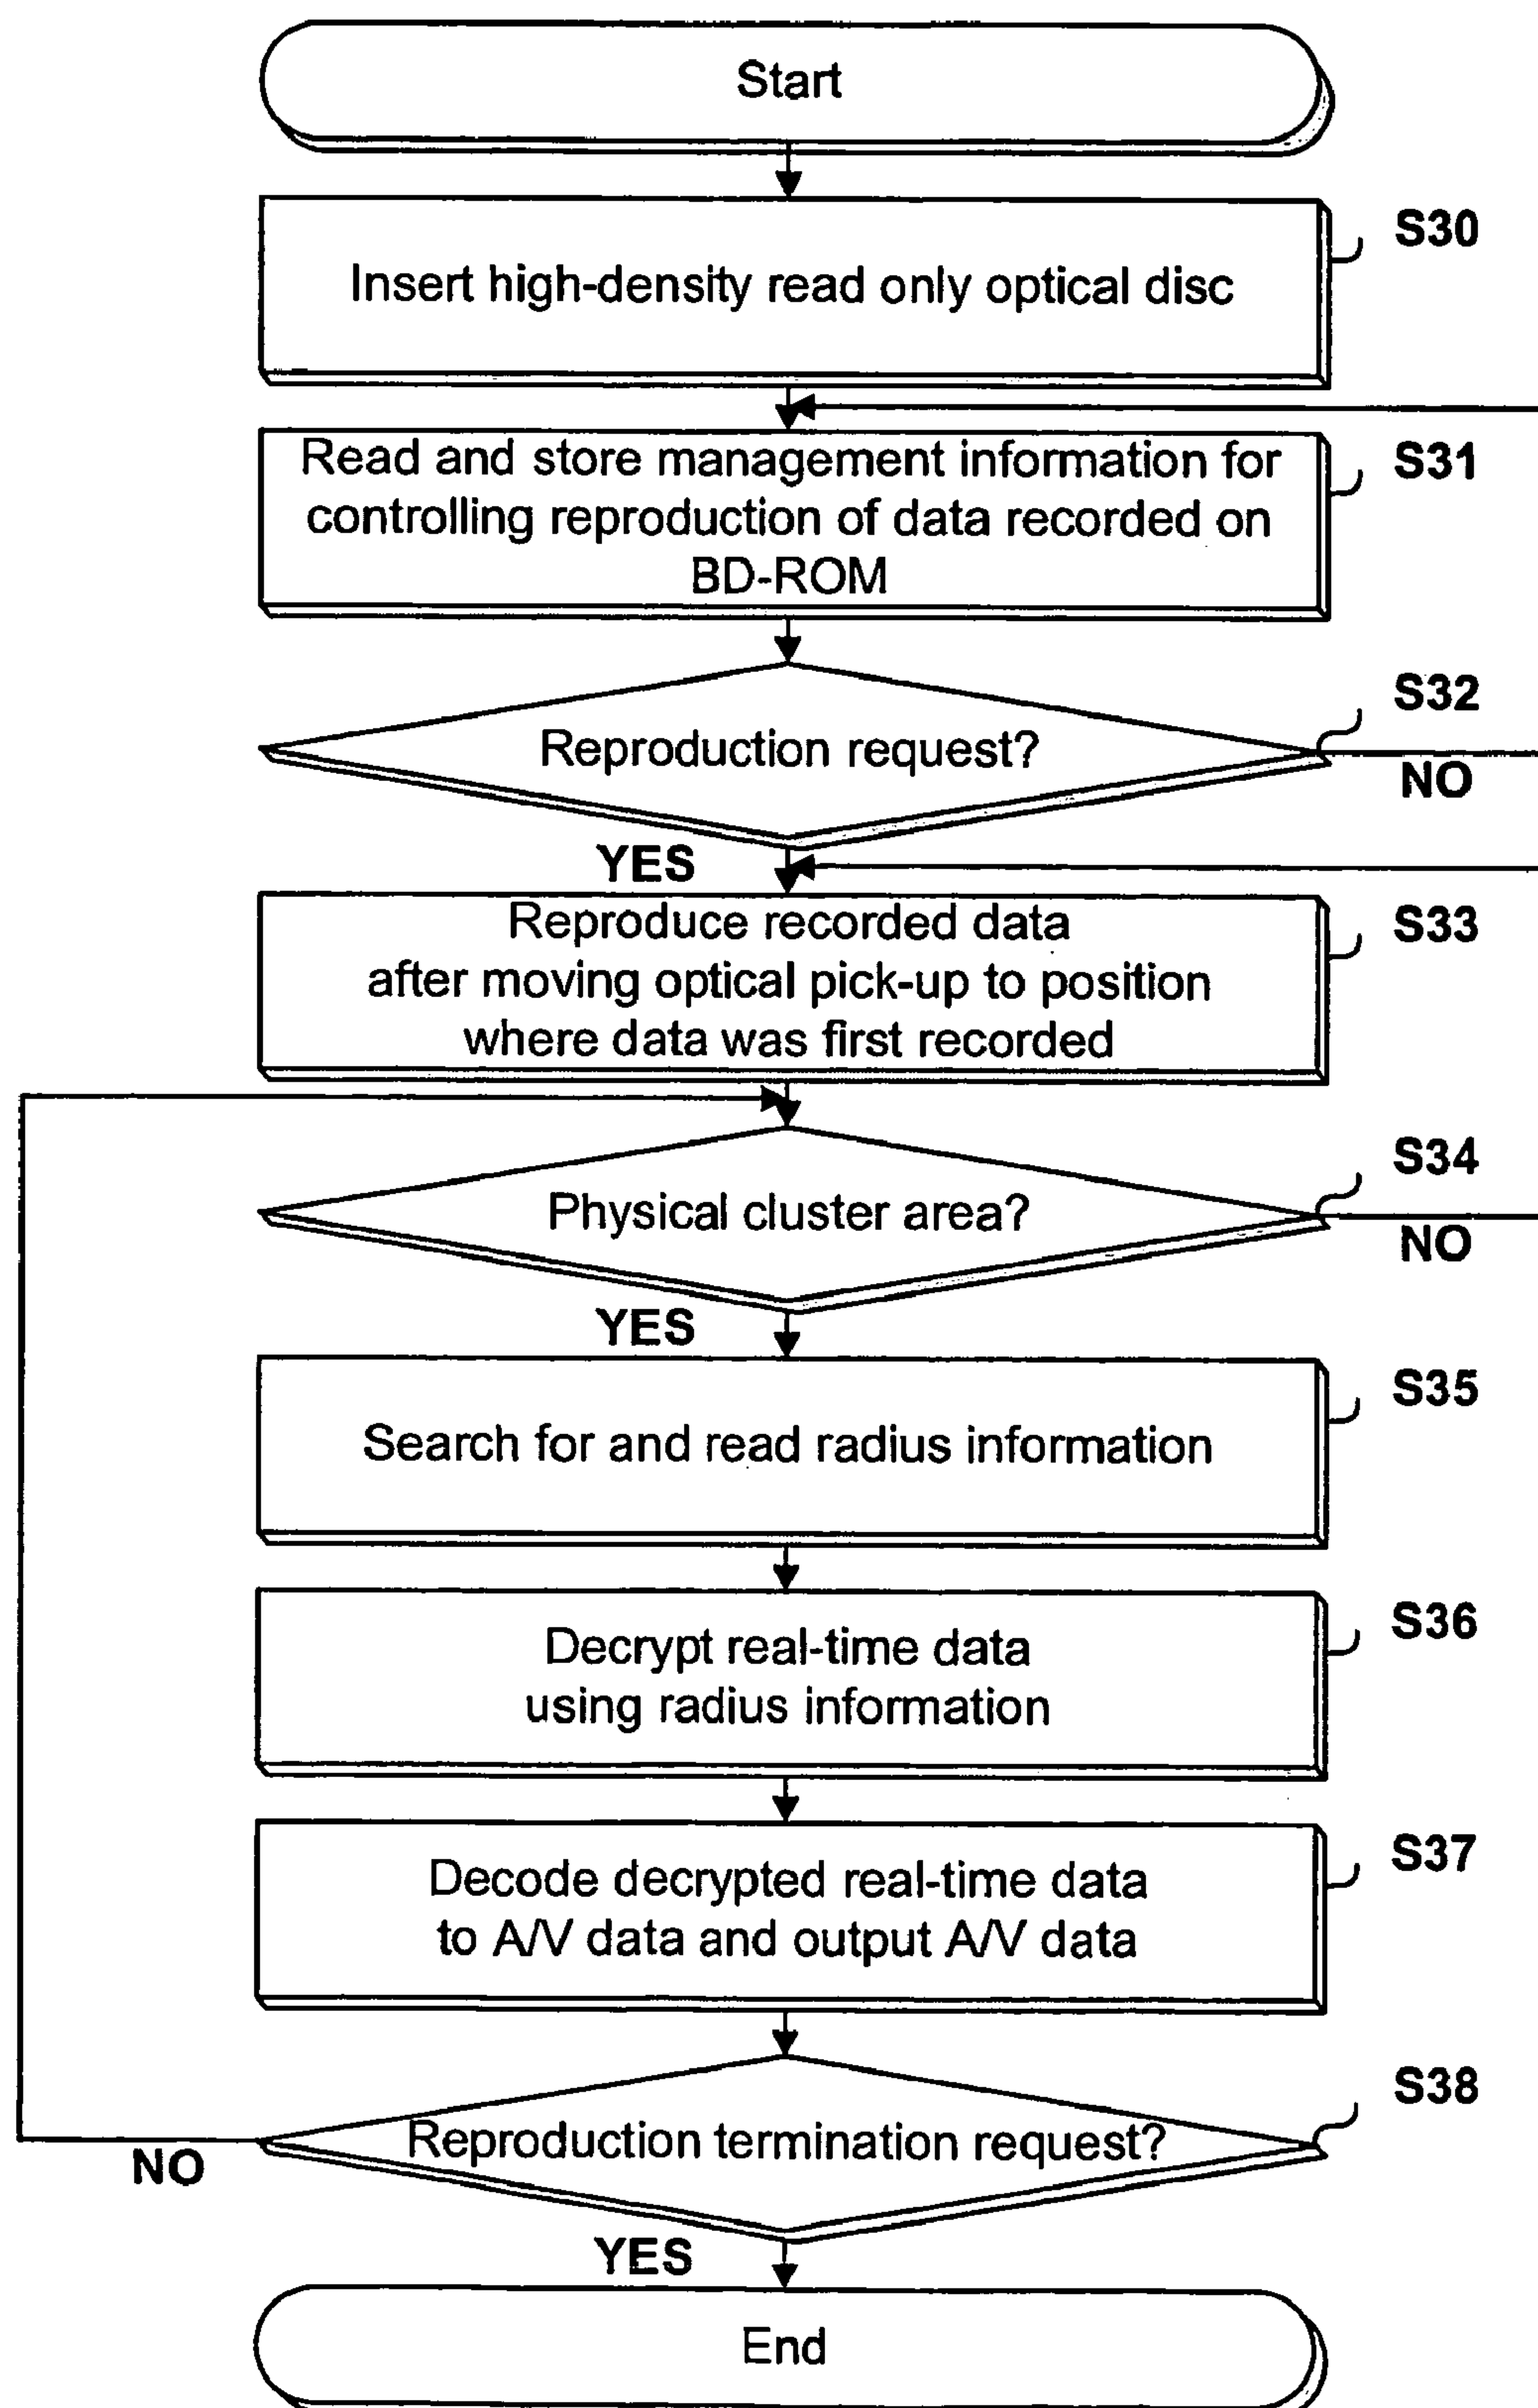 Start
S30
Insert high-density read only optical disc
S31
Read and store management information for
controlling reproduction of data recorded on
BD-ROM
S32
Reproduction request?
NO
YES
S33
Reproduce recorded data
after moving optical pick-up to position
where data was first recorded
S34
Physical cluster area?
NO
YES
S35
Search for and read radius information
S36
Decrypt real-time data
using radius information
S37
Decode decrypted real-time data
to A/V data and output A/V data
S38
Reproduction termination request?
NO
YES
End